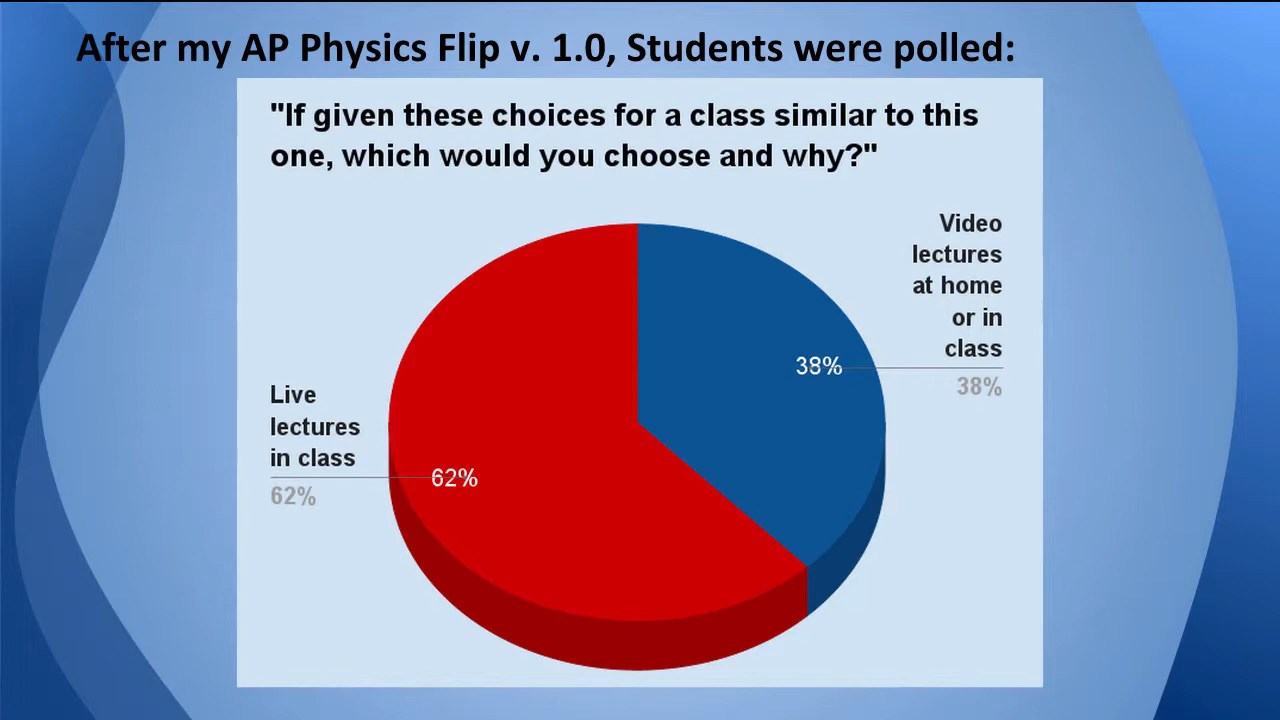 After my AP Physics Flip v. 1.0, Students were polled:
"If given these choices for a class similar to this
one, which would you choose and why?"
Video
lectures
at home
or in
class
38%
38%
Live
lectures
in class
62%
62%